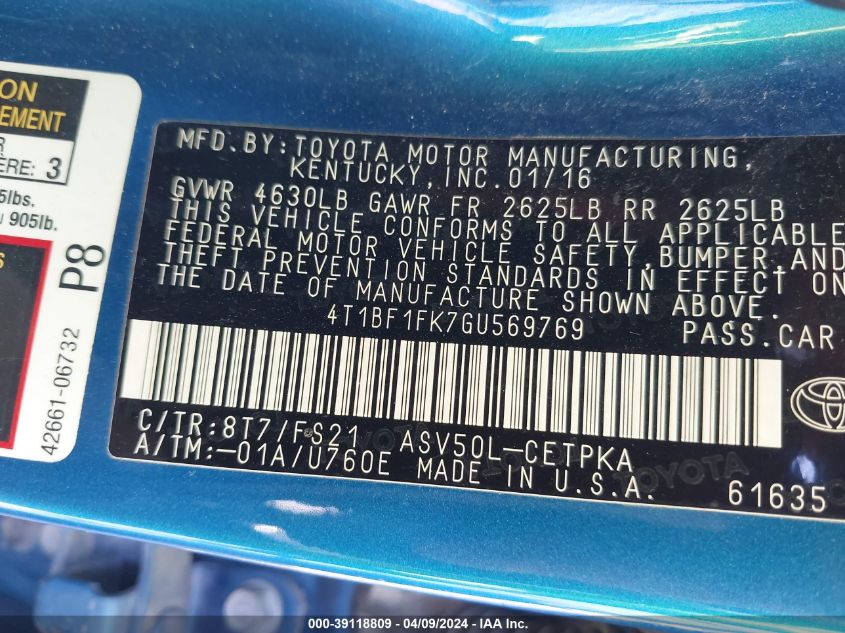 ON
EMENT
R
ERE: 3
5lbs.
905lb.
S
P8
42661-06732
MFD. BY: TOYOTA MOTOR MANUFACTURING,
KENTUCKY, INC. 01/16
GVWR 4630LB GAWR FR 2625LB RR 2625LB
THIS VEHICLE CONFORMS TO ALL APPLICABLE
FEDERAL MOTOR VEHICLE SAFETY, BUMPER, AND
THEFT PREVENTION STANDARDS IN EFFECT ON
THE DATE OF MANUFACTURE SHOWN ABOVE.
4T1BF1FK7GU569769 PASS.CAR
C/TR: 8T7/FS21 ASV50L-CETPKA
A/TM:-01A/U760E MADE IN U.S.A.
TOYOTA
61635
000-39118809 - 04/09/2024 - IAA Inc.